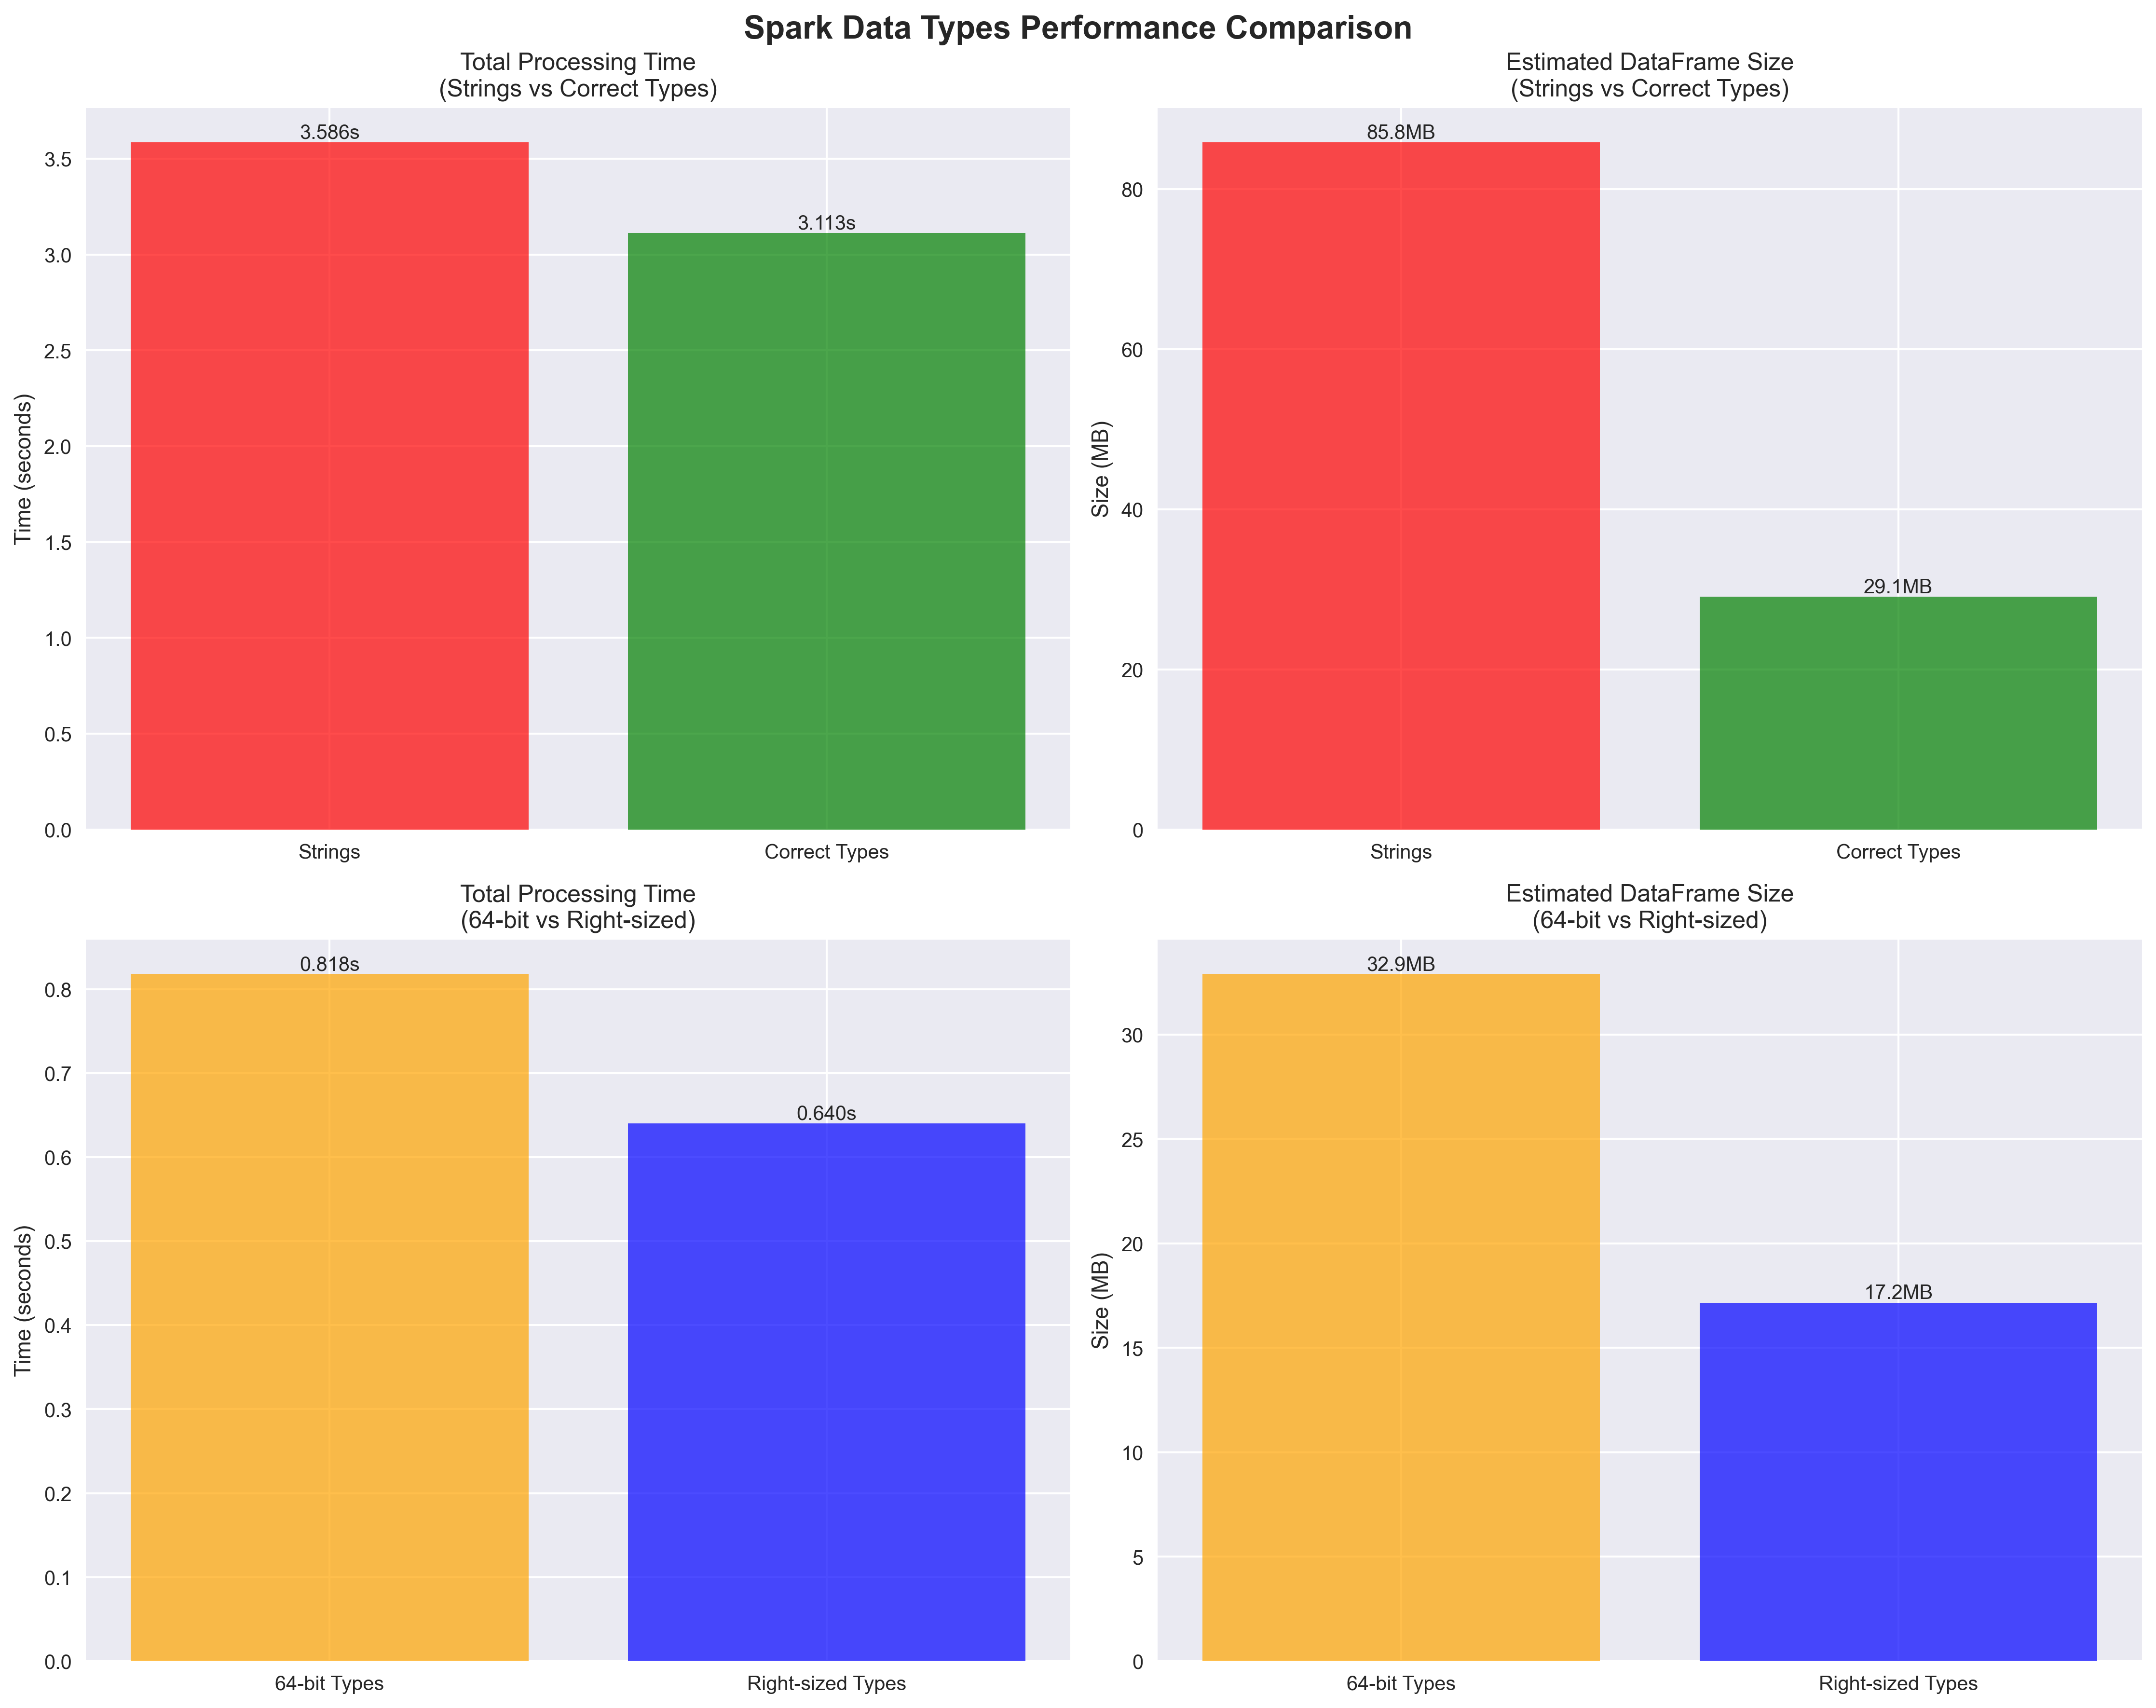 Spark Data Types Performance Comparison
Total Processing Time
(Strings vs Correct Types)
3.586s
3.113s
3.5
3.0
2.5
2.0
1.5
1.0
0.5
0.0
Time (seconds)
Strings
Correct Types
Estimated DataFrame Size
(Strings vs Correct Types)
85.8MB
29.1MB
80
60
40
20
0
Size (MB)
Strings
Correct Types
Total Processing Time
(64-bit vs Right-sized)
0.818s
0.640s
0.8
0.7
0.6
0.5
0.4
0.3
0.2
0.1
0.0
Time (seconds)
64-bit Types
Right-sized Types
Estimated DataFrame Size
(64-bit vs Right-sized)
32.9MB
17.2MB
30
25
20
15
10
5
0
Size (MB)
64-bit Types
Right-sized Types